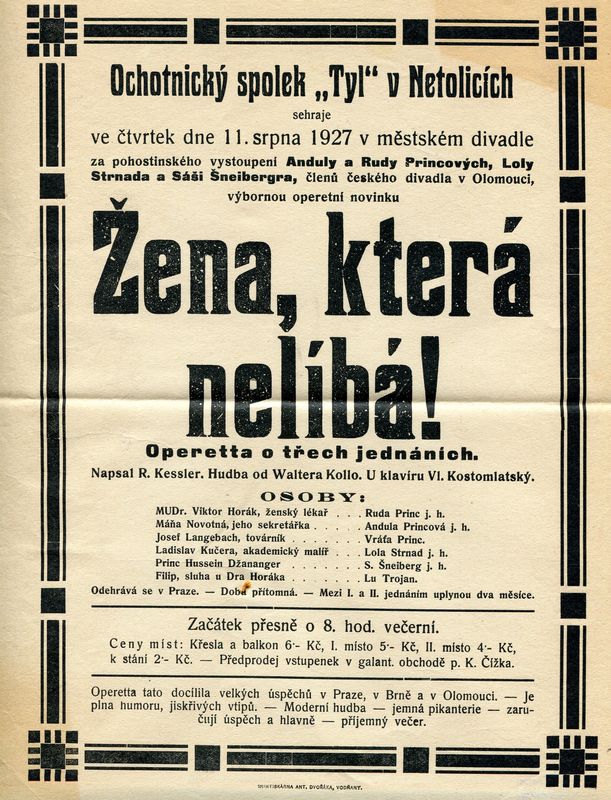 Ochotnický spolek „Tyl“ v Netolicích
sehraje
ve čtvrtek dne 11. srpna 1927 v městském divadle
za pohostinského vystoupení Anduly a Rudy Princových, Loly
Strnada a Sáši Šneibergra, členů českého divadla v Olomouci,
výbornou operetní novinku
Žena, která
nelíbá!
Operetta o třech jednáních.
Napsal R. Kessler. Hudba od Waltera Kollo. U klavíru Vl. Kostomlatský.
OSOBY:
MUDr. Viktor Horák, ženský lékař . . . Ruda Princ j. h.
Máňa Novotná, jeho sekretářka . . . . . Andula Princová j. h.
Josef Langebach, továrník . . . . . . . Vráťa Princ.
Ladislav Kučera, akademický malíř . . Lola Strnad j. h.
Princ Hussein Džananger . . . . . . . S. Šneiberg j. h.
Filip, sluha u Dra Horáka . . . . . . . Lu Trojan.
Odehrává se v Praze. — Doba přítomná. — Mezi I. a II. jednáním uplynou dva měsíce.
Začátek přesně o 8. hod. večerní.
Ceny míst: Křesla a balkon 6·- Kč, I. místo 5·- Kč, II. místo 4·- Kč,
k stání 2·- Kč. — Předprodej vstupenek v galant. obchodě p. K. Čížka.
Operetta tato docílila velkých úspěchů v Praze, v Brně a v Olomouci. — Je
plna humoru, jiskřivých vtipů. — Moderní hudba — jemná pikanterie — zaru-
čují úspěch a hlavně — příjemný večer.
KNIHTISKÁRNA ANT. DVOŘÁKA, VODŇANY.